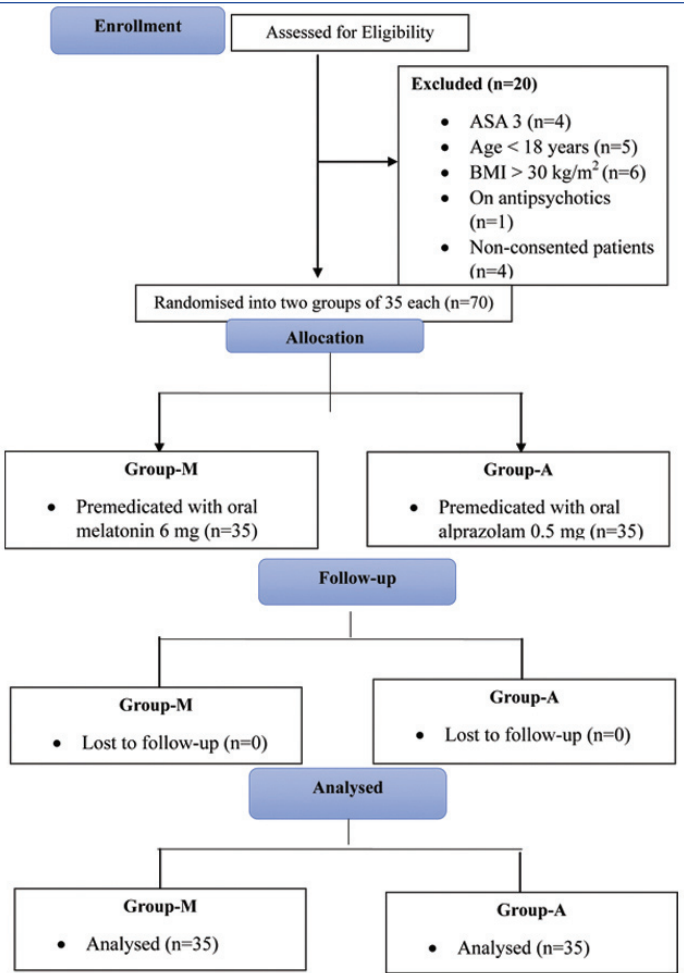 Enrollment
Assessed for Eligibility
Excluded (n=20)
• ASA 3 (n=4)
• Age < 18 years (n=5)
• BMI > 30 kg/m² (n=6)
• On antipsychotics
(n=1)
• Non-consented patients
(n=4)
Randomised into two groups of 35 each (n=70)
Allocation
Group-M
• Premedicated with oral
melatonin 6 mg (n=35)
Group-A
• Premedicated with oral
alprazolam 0.5 mg (n=35)
Follow-up
Group-M
• Lost to follow-up (n=0)
Group-A
• Lost to follow-up (n=0)
Analysed
Group-M
• Analysed (n=35)
Group-A
• Analysed (n=35)